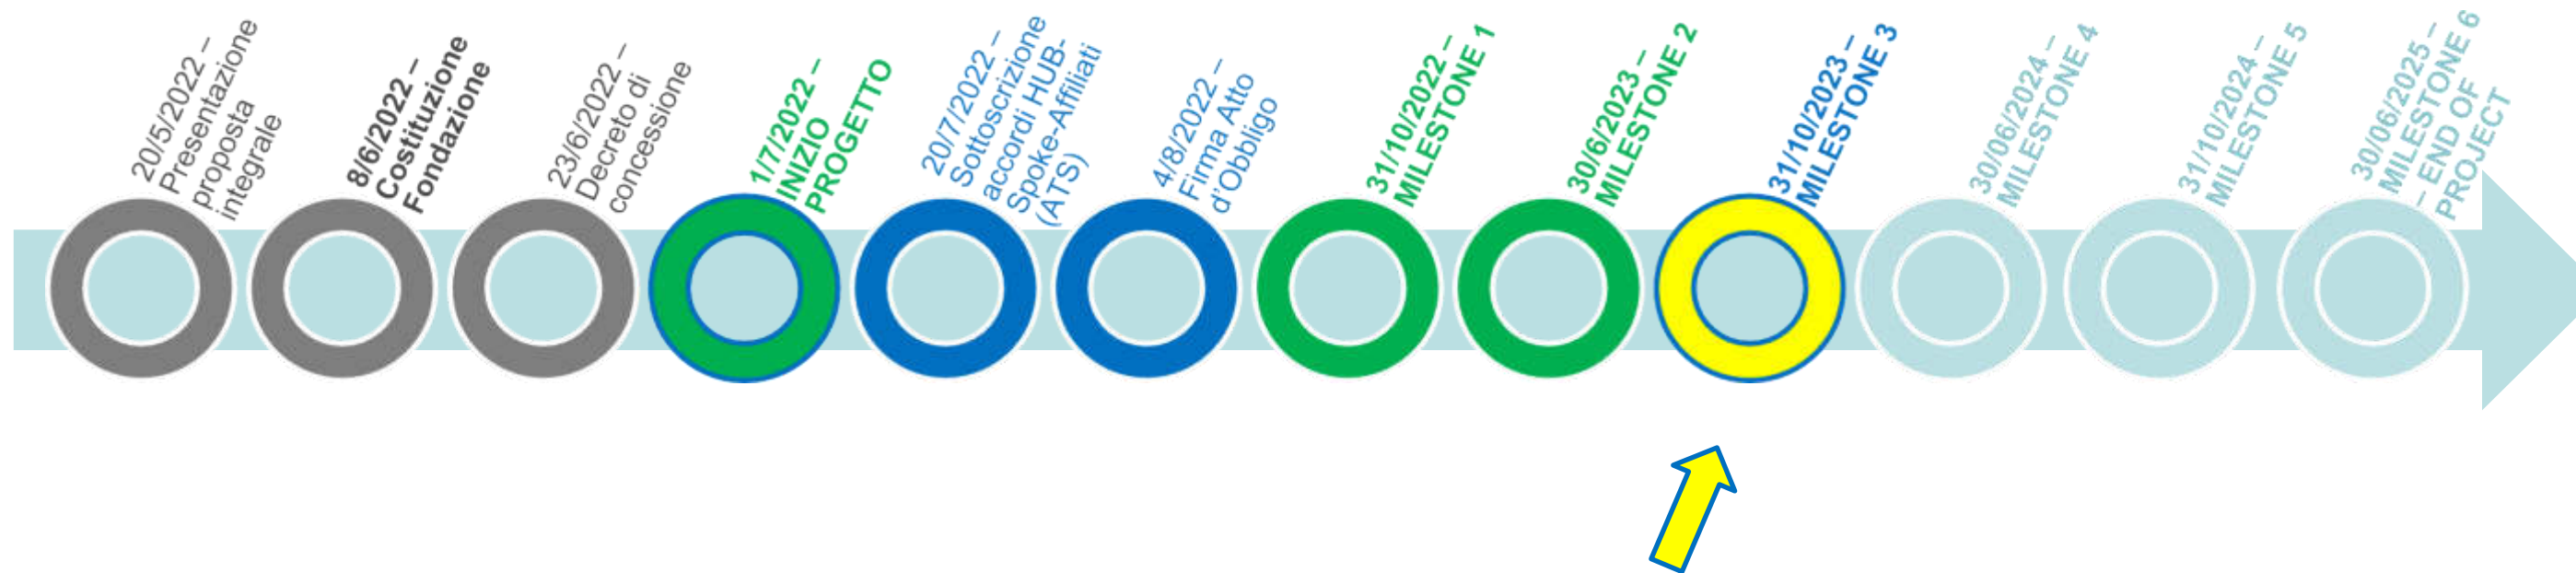 20/5/2022 –
Presentazione
proposta
integrale
8/6/2022 –
Costituzione
Fondazione
23/6/2022 –
Decreto di
concessione
1/7/2022 –
INIZIO
PROGETTO
20/7/2022 –
Sottoscrizione
accordi HUB-
Spoke-Affiliati
(ATS)
4/8/2022 –
Firma Atto
d'Obbligo
31/10/2022 –
MILESTONE 1
30/6/2023 –
MILESTONE 2
31/10/2023 –
MILESTONE 3
30/06/2024 –
MILESTONE 4
31/10/2024 –
MILESTONE 5
30/06/2025 –
MILESTONE 6
– END OF
PROJECT